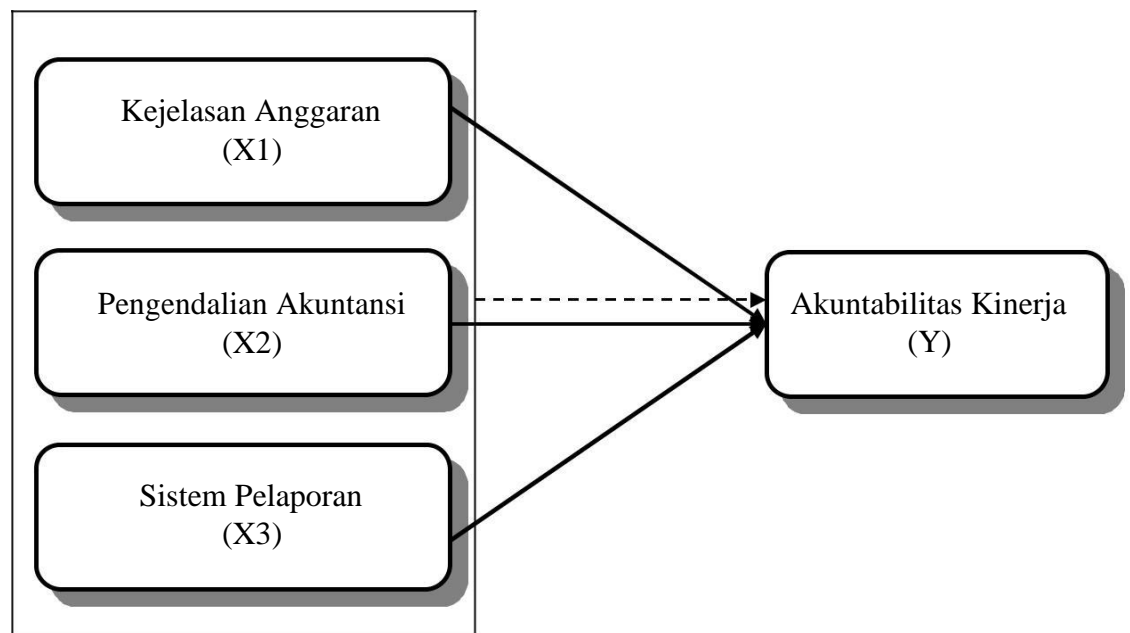 Kejelasan Anggaran
(X1)
Pengendalian Akuntansi
(X2)
Akuntabilitas Kinerja
(Y)
Sistem Pelaporan
(X3)